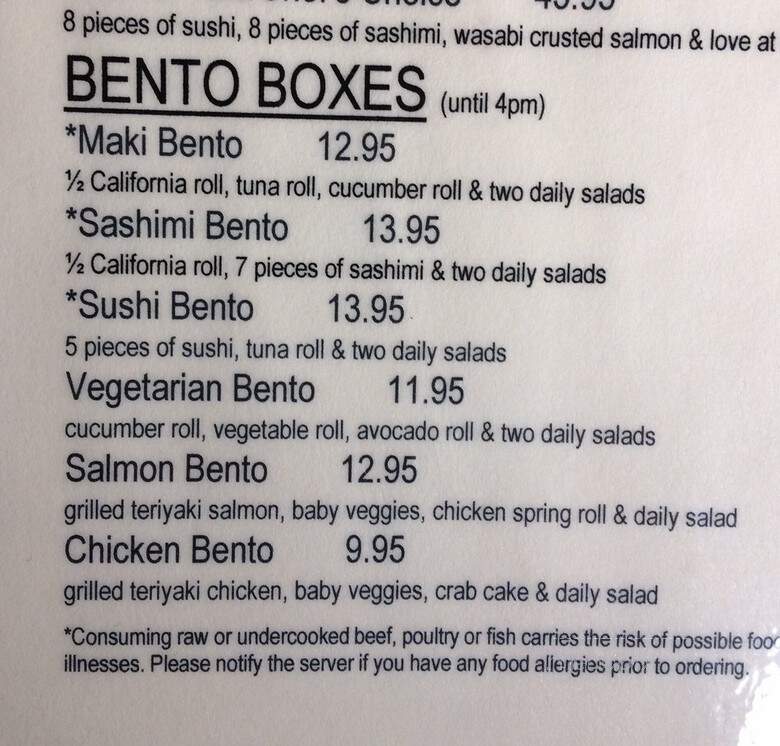 8 pieces of sushi, 8 pieces of sashimi, wasabi crusted salmon & love at
BENTO BOXES (until 4pm)
*Maki Bento 12.95
½ California roll, tuna roll, cucumber roll & two daily salads
*Sashimi Bento 13.95
½ California roll, 7 pieces of sashimi & two daily salads
*Sushi Bento 13.95
5 pieces of sushi, tuna roll & two daily salads
Vegetarian Bento 11.95
cucumber roll, vegetable roll, avocado roll & two daily salads
Salmon Bento 12.95
grilled teriyaki salmon, baby veggies, chicken spring roll & daily salad
Chicken Bento 9.95
grilled teriyaki chicken, baby veggies, crab cake & daily salad
*Consuming raw or undercooked beef, poultry or fish carries the risk of possible
illnesses. Please notify the server if you have any food allergies prior to ordering.